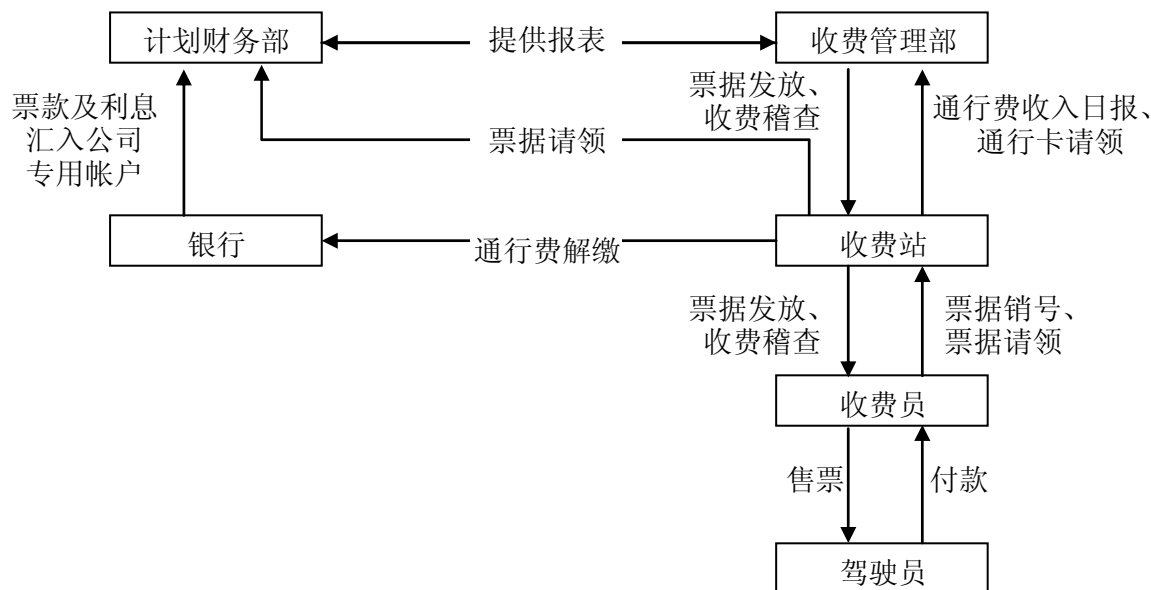 计划财务部
提供报表
收费管理部
票款及利息
汇入公司
专用帐户
票据请领
票据发放、
收费稽查
通行费收入日报、
通行卡请领
银行
通行费解缴
收费站
票据发放、
收费稽查
票据销号、
票据请领
收费员
售票
付款
驾驶员